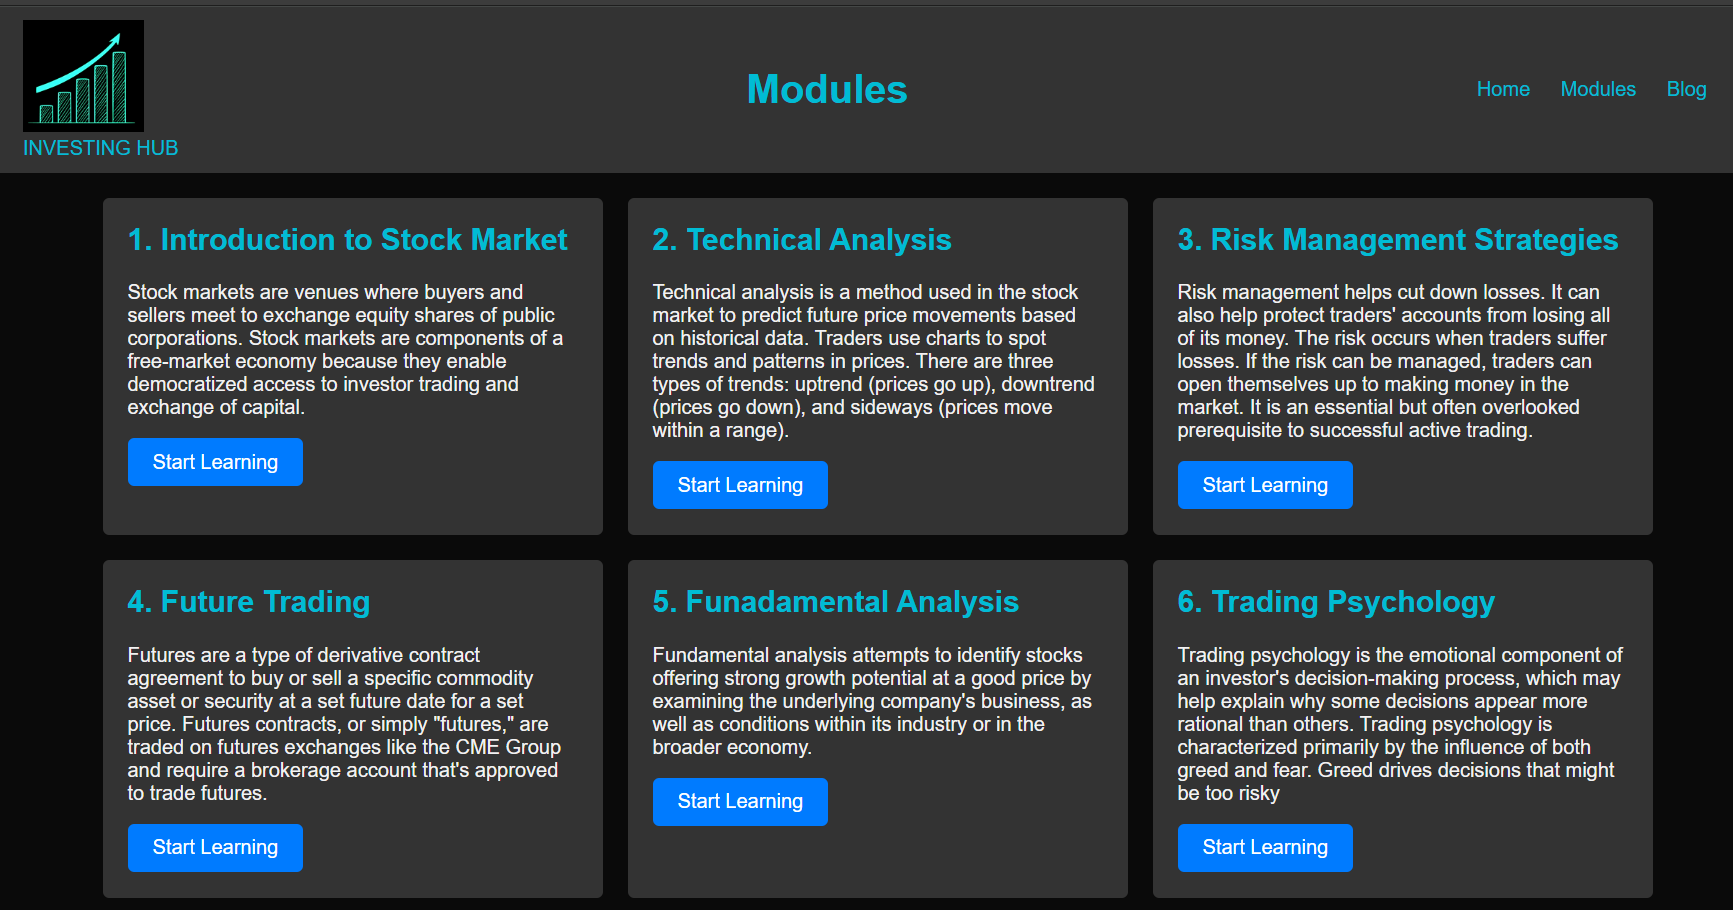 Modules
Home Modules Blog
INVESTING HUB
1. Introduction to Stock Market
Stock markets are venues where buyers and
sellers meet to exchange equity shares of public
corporations. Stock markets are components of a
free-market economy because they enable
democratized access to investor trading and
exchange of capital.
Start Learning
2. Technical Analysis
Technical analysis is a method used in the stock
market to predict future price movements based
on historical data. Traders use charts to spot
trends and patterns in prices. There are three
types of trends: uptrend (prices go up), downtrend
(prices go down), and sideways (prices move
within a range).
Start Learning
3. Risk Management Strategies
Risk management helps cut down losses. It can
also help protect traders' accounts from losing all
of its money. The risk occurs when traders suffer
losses. If the risk can be managed, traders can
open themselves up to making money in the
market. It is an essential but often overlooked
prerequisite to successful active trading.
Start Learning
4. Future Trading
Futures are a type of derivative contract
agreement to buy or sell a specific commodity
asset or security at a set future date for a set
price. Futures contracts, or simply "futures," are
traded on futures exchanges like the CME Group
and require a brokerage account that's approved
to trade futures.
Start Learning
5. Funadamental Analysis
Fundamental analysis attempts to identify stocks
offering strong growth potential at a good price by
examining the underlying company's business, as
well as conditions within its industry or in the
broader economy.
Start Learning
6. Trading Psychology
Trading psychology is the emotional component of
an investor's decision-making process, which may
help explain why some decisions appear more
rational than others. Trading psychology is
characterized primarily by the influence of both
greed and fear. Greed drives decisions that might
be too risky
Start Learning